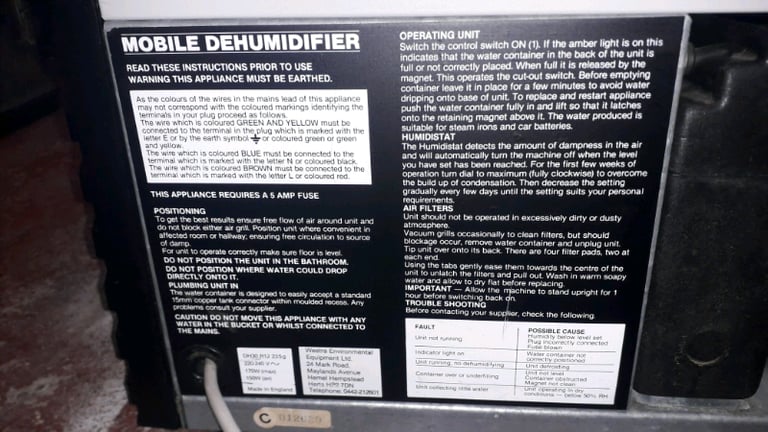 MOBILE DEHUMIDIFIER
READ THESE INSTRUCTIONS PRIOR TO USE
WARNING THIS APPLIANCE MUST BE EARTHED.
As the colours of the wires in the mains lead of this appliance
may not correspond with the coloured markings identifying the
terminals in your plug proceed as follows.
The wire which is coloured GREEN AND YELLOW must be
connected to the terminal in the plug which is marked with the
letter E or by the earth symbol ⏚ or coloured green or green
and yellow.
The wire which is coloured BLUE must be connected to the
terminal which is marked with the letter N or coloured black.
The wire which is coloured BROWN must be connected to the
terminal which is marked with the letter L or coloured red.
THIS APPLIANCE REQUIRES A 5 AMP FUSE
POSITIONING
To get the best results ensure free flow of air around unit and
do not block either air grill. Position unit where convenient in
affected room or hallway; ensuring free circulation to source
of damp.
For unit to operate correctly make sure floor is level.
DO NOT POSITION THE UNIT IN THE BATHROOM.
DO NOT POSITION WHERE WATER COULD DROP
DIRECTLY ONTO IT.
PLUMBING UNIT IN
The water container is designed to easily accept a standard
15mm copper tank connector within moulded recess. Any
problems consult your supplier.
CAUTION DO NOT MOVE THIS APPLIANCE WITH ANY
WATER IN THE BUCKET OR WHILST CONNECTED TO
THE MAINS.
220-240 V
175W (max)
Made in England
Environmental
Equipment Ltd.
24 Mark Road,
Maylands Avenue
Hemel Hempstead
Herts HP2 7DN
Telephone: 0442-212601
C
OPERATING UNIT
Switch the control switch ON (1). If the amber light is on this
indicates that the water container in the back of the unit is
full or not correctly placed. When full it is released by the
magnet. This operates the cut-out switch. Before emptying
container leave it in place for a few minutes to avoid water
dripping onto base of unit. To replace and restart appliance
push the water container fully in and lift so that it latches
onto the retaining magnet above it. The water produced is
suitable for steam irons and car batteries.
HUMIDISTAT
The Humidistat detects the amount of dampness in the air
and will automatically turn the machine off when the level
you have set has been reached. For the first few weeks of
operation turn dial to maximum (fully clockwise) to overcome
the build up of condensation. Then decrease the setting
gradually every few days until the setting suits your personal
requirements.
AIR FILTERS
Unit should not be operated in excessively dirty or dusty
atmosphere.
Vacuum grills occasionally to clean filters, but should
blockage occur, remove water container and unplug unit.
Tip unit over onto its back. There are four filter pads, two at
each end.
Using the tabs gently ease them towards the centre of the
unit to unlatch the filters and pull out. Wash in warm soapy
water and allow to dry flat before replacing.
IMPORTANT — Allow the machine to stand upright for 1
hour before switching back on.
TROUBLE SHOOTING
Before contacting your supplier, check the following.
FAULT
POSSIBLE CAUSE
Unit not running
Humidity below level set
Plug incorrectly connected
Fuse blown
Indicator light on
Water container not
correctly positioned
Unit running, no dehumidifying
Unit defrosting
Container over or underfilling
Unit not level
Container obstructed
Magnet not clean
Unit collecting little water
Unit operating in dry
conditions — below 50% RH